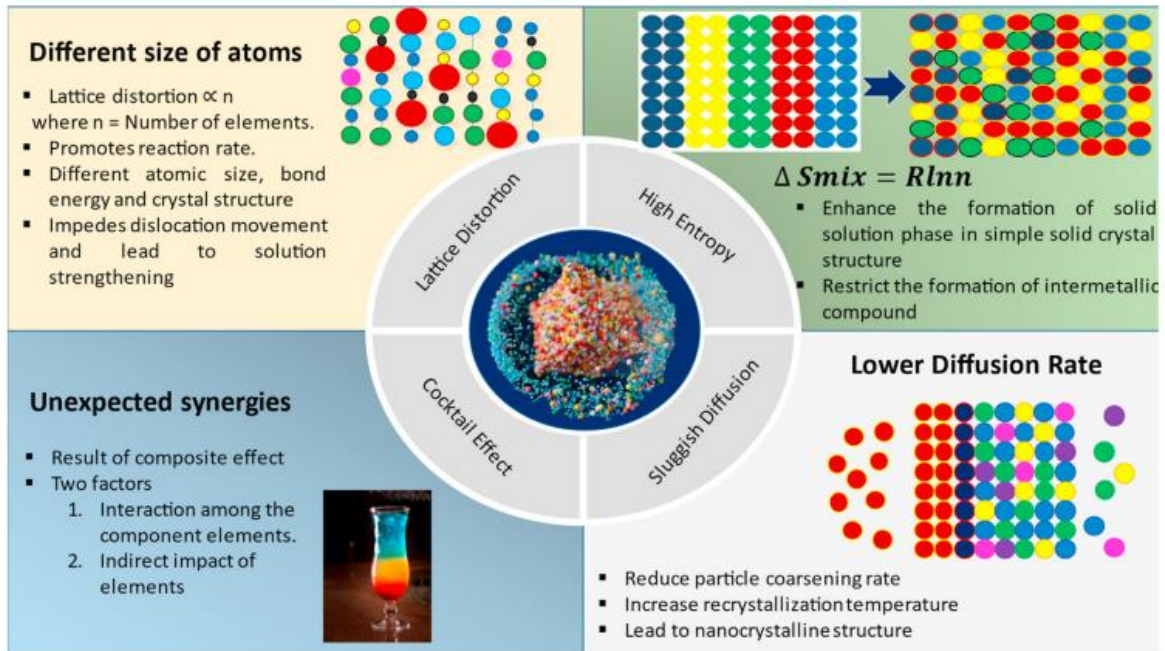 Different size of atoms
▪ Lattice distortion ∝ n
where n = Number of elements.
▪ Promotes reaction rate.
▪ Different atomic size, bond
energy and crystal structure
▪ Impedes dislocation movement
and lead to solution
strengthening
Δ Smix = Rlnn
▪ Enhance the formation of solid
solution phase in simple solid crystal
structure
▪ Restrict the formation of intermetallic
compound
Lattice Distortion
High Entropy
Cocktail Effect
Sluggish Diffusion
Unexpected synergies
▪ Result of composite effect
▪ Two factors
1. Interaction among the
component elements.
2. Indirect impact of
elements
Lower Diffusion Rate
▪ Reduce particle coarsening rate
▪ Increase recrystallization temperature
▪ Lead to nanocrystalline structure